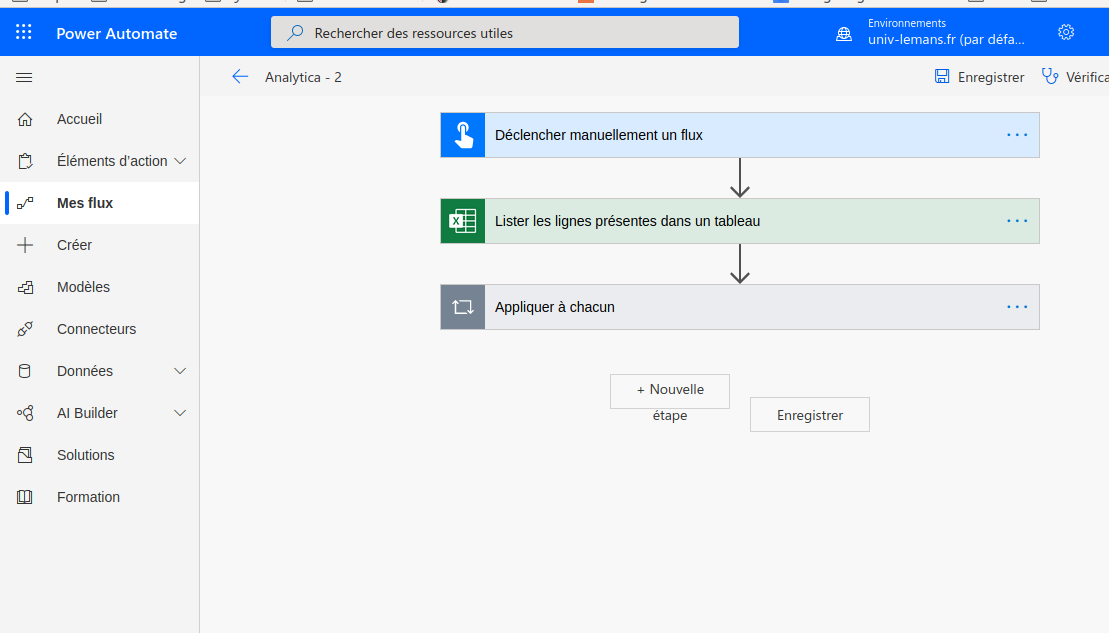 Power Automate
Rechercher des ressources utiles
Environnements
univ-lemans.fr (par défa...
Analytica - 2
Enregistrer
Vérifica
Accueil
Éléments d'action
Mes flux
Créer
Modèles
Connecteurs
Données
AI Builder
Solutions
Formation
Déclencher manuellement un flux
Lister les lignes présentes dans un tableau
Appliquer à chacun
+ Nouvelle
étape
Enregistrer